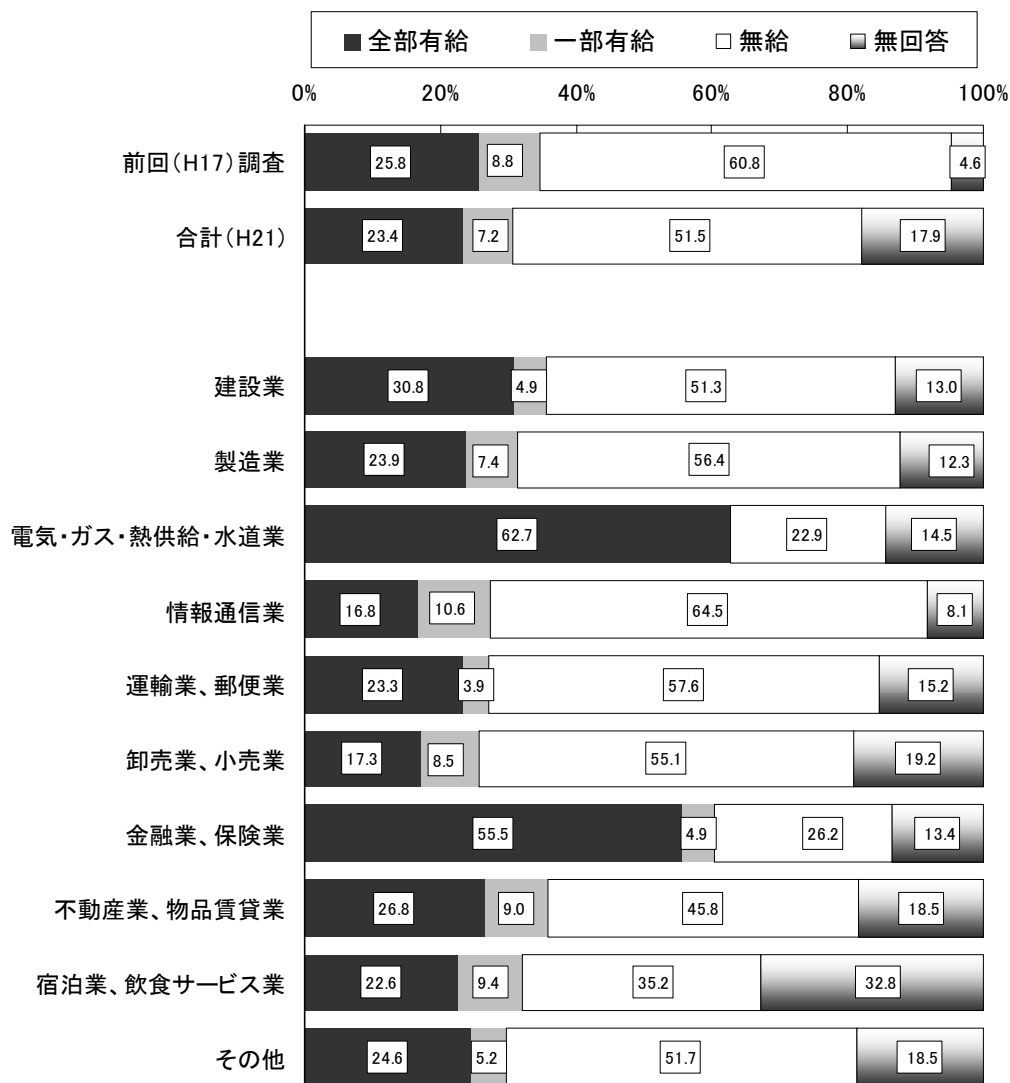 全部有給 一部有給 無給 無回答
0% 20% 40% 60% 80% 100%
前回(H17)調査 25.8 8.8 60.8 4.6
合計(H21) 23.4 7.2 51.5 17.9
建設業 30.8 4.9 51.3 13.0
製造業 23.9 7.4 56.4 12.3
電気・ガス・熱供給・水道業 62.7 22.9 14.5
情報通信業 16.8 10.6 64.5 8.1
運輸業、郵便業 23.3 3.9 57.6 15.2
卸売業、小売業 17.3 8.5 55.1 19.2
金融業、保険業 55.5 4.9 26.2 13.4
不動産業、物品賃貸業 26.8 9.0 45.8 18.5
宿泊業、飲食サービス業 22.6 9.4 35.2 32.8
その他 24.6 5.2 51.7 18.5